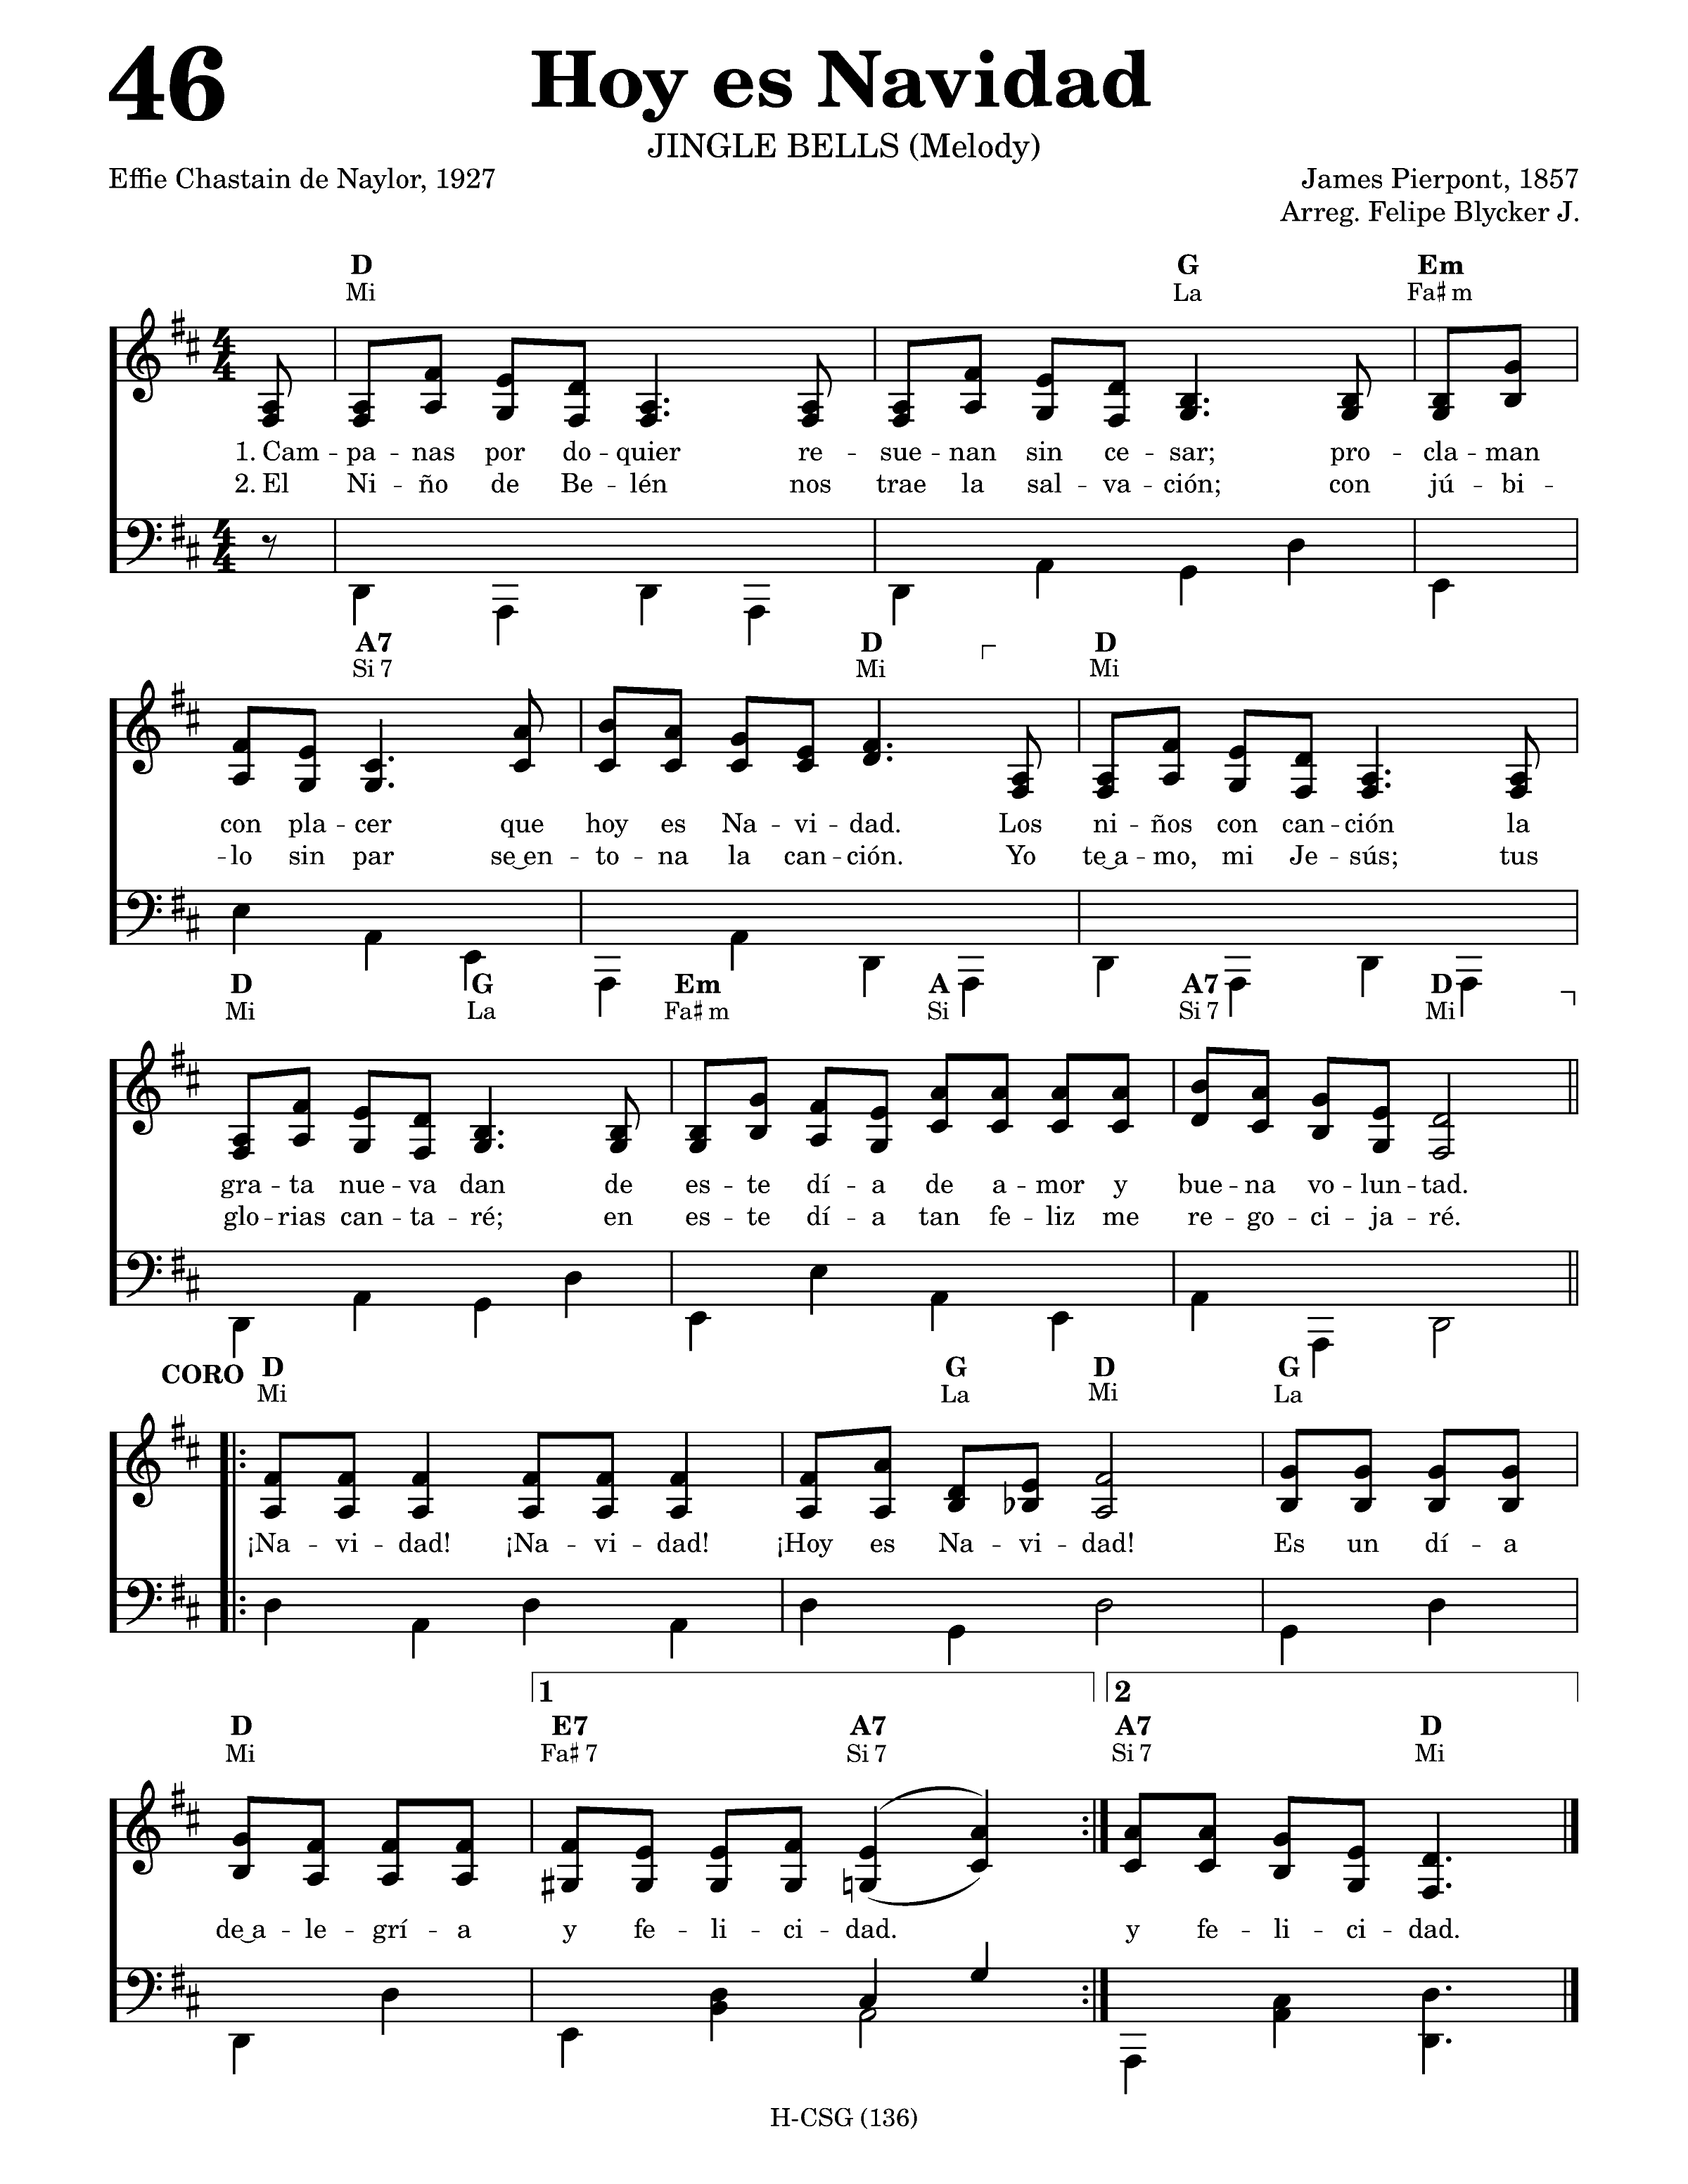 46
Hoy es Navidad
JINGLE BELLS (Melody)
Effie Chastain de Naylor, 1927
James Pierpont, 1857
Arreg. Felipe Blycker J.
D G Em
Mi La Fa♯m
1. Cam - pa - nas por do - quier re - sue - nan sin ce - sar; pro - cla - man
2. El Ni - ño de Be - lén nos trae la sal - va - ción; con jú - bi -
A7 D D
Si 7 Mi Mi
con pla - cer que hoy es Na - vi - dad. Los ni - ños con can - ción la
- lo sin par se‿en - to - na la can - ción. Yo te‿a - mo, mi Je - sús; tus
D G Em A A7 D
Mi La Fa♯m Si Si 7 Mi
gra - ta nue - va dan de es - te dí - a de a - mor y bue - na vo - lun - tad.
glo - rias can - ta - ré; en es - te dí - a tan fe - liz me re - go - ci - ja - ré.
CORO D G D G
Mi La Mi La
¡Na - vi - dad! ¡Na - vi - dad! ¡Hoy es Na - vi - dad! Es un dí - a
1 2
D E7 A7 A7 D
Mi Fa♯7 Si 7 Si 7 Mi
de‿a - le - grí - a y fe - li - ci - dad. y fe - li - ci - dad.
H-CSG (136)